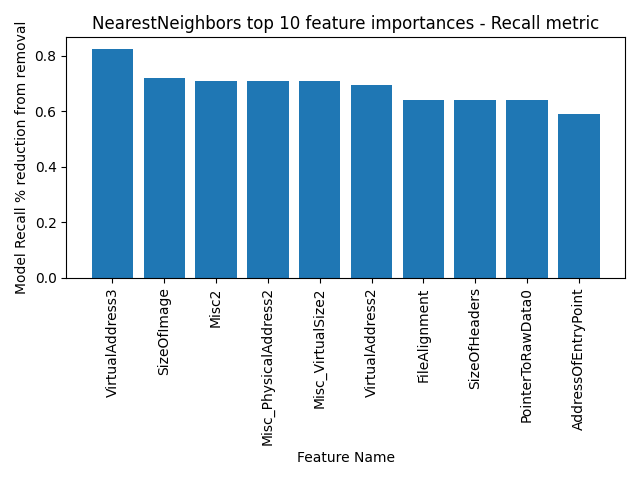 NearestNeighbors top 10 feature importances - Recall metric
Model Recall % reduction from removal
0.8
0.6
0.4
0.2
0.0
VirtualAddress3
SizeOfImage
Misc2
Misc_PhysicalAddress2
Misc_VirtualSize2
VirtualAddress2
FileAlignment
SizeOfHeaders
PointerToRawData0
AddressOfEntryPoint
Feature Name